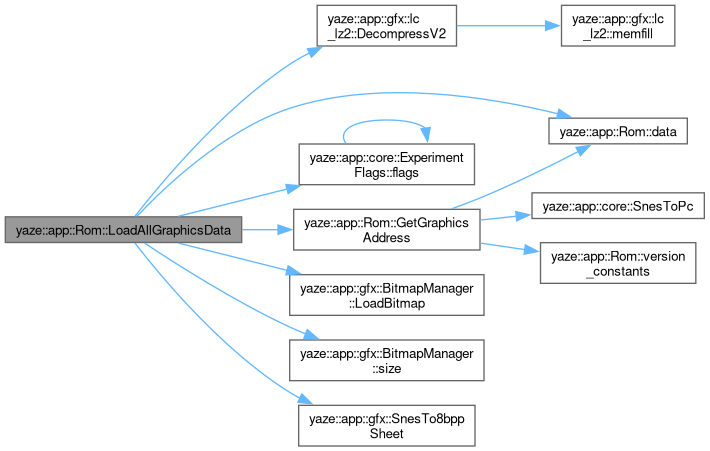 yaze::app::gfx::lc
_lz2::DecompressV2
yaze::app::gfx::lc
_lz2::memfill
yaze::app::Rom::data
yaze::app::core::Experiment
Flags::flags
yaze::app::core::SnesToPc
yaze::app::Rom::LoadAllGraphicsData
yaze::app::Rom::GetGraphics
Address
yaze::app::Rom::version
_constants
yaze::app::gfx::BitmapManager
::LoadBitmap
yaze::app::gfx::BitmapManager
::size
yaze::app::gfx::SnesTo8bpp
Sheet